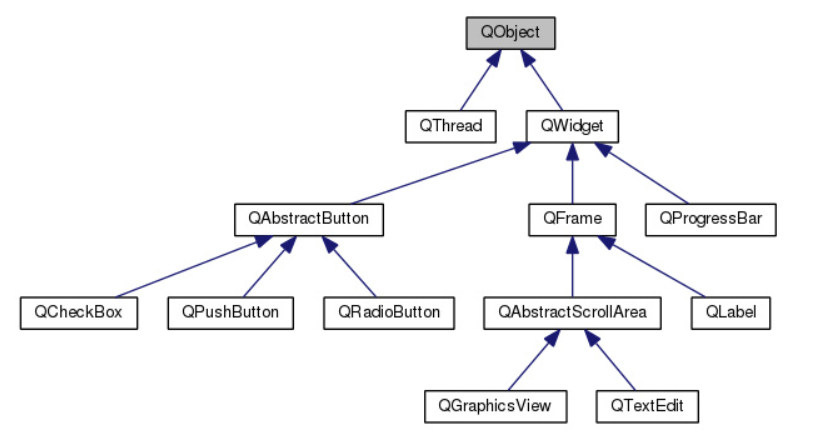 QObject
QThread
QWidget
QAbstractButton
QFrame
QProgressBar
QCheckBox
QPushButton
QRadioButton
QAbstractScrollArea
QLabel
QGraphicsView
QTextEdit